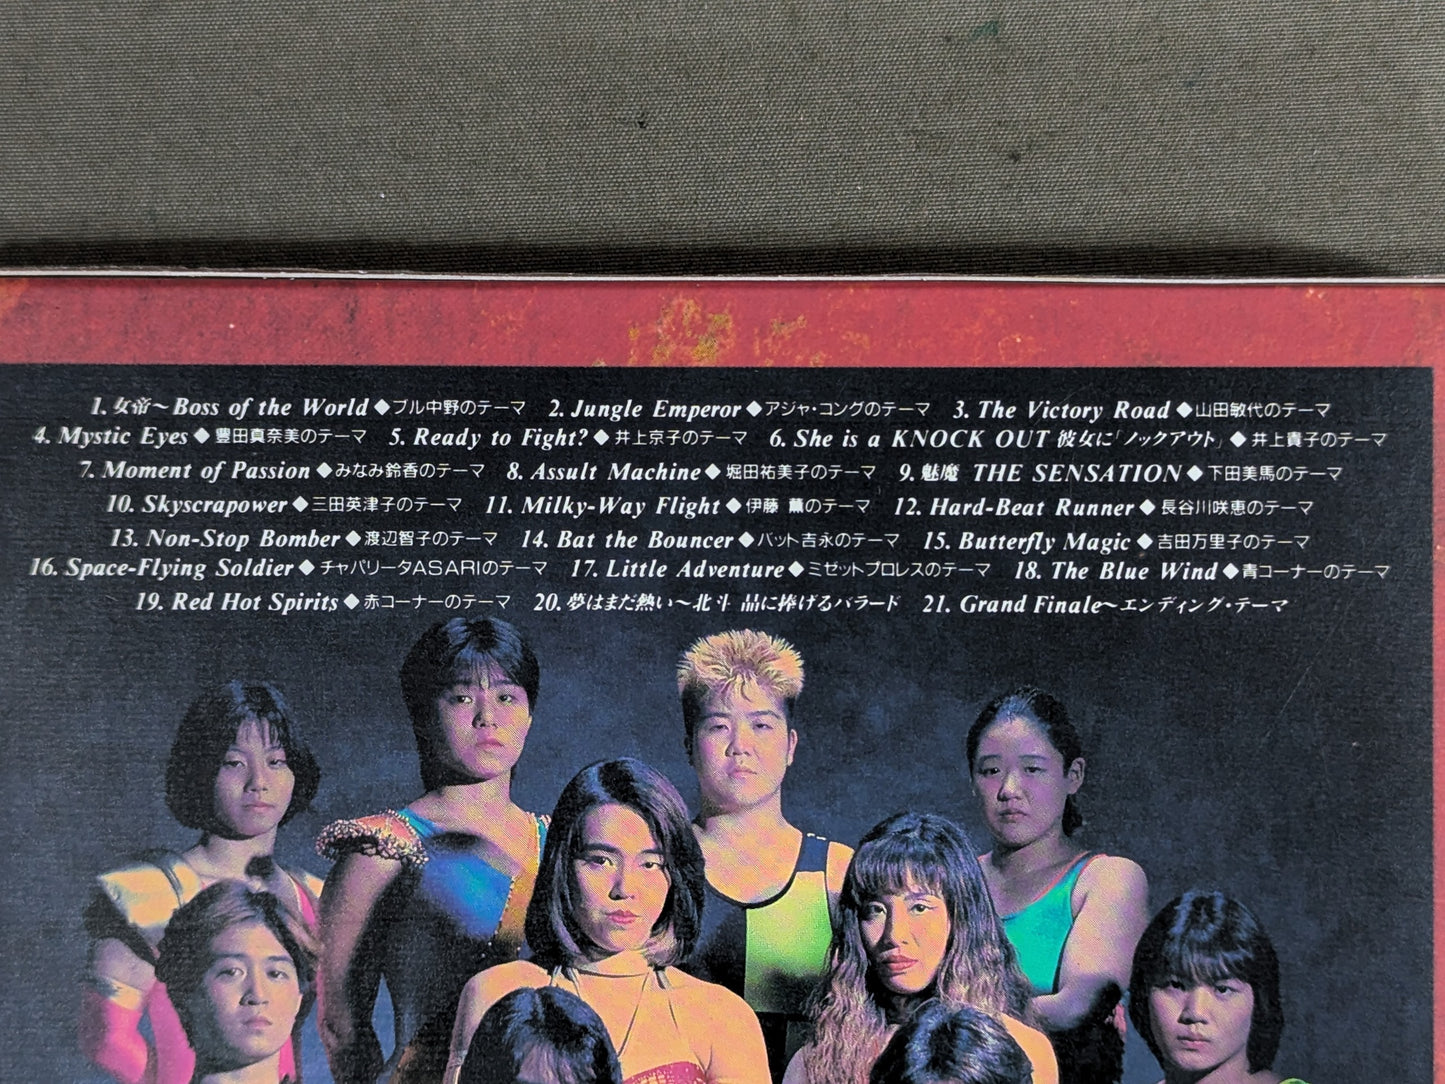 1. 女帝～Boss of the World◆ブル中野のテーマ 2. Jungle Emperor◆アジャ・コングのテーマ 3. The Victory Road◆山田敏代のテーマ
4. Mystic Eyes◆豊田真奈美のテーマ 5. Ready to Fight?◆井上京子のテーマ 6. She is a KNOCK OUT 彼女に「ノックアウト」◆井上貴子のテーマ
7. Moment of Passion◆みなみ鈴香のテーマ 8. Assult Machine◆堀田祐美子のテーマ 9. 魅魔 THE SENSATION◆下田美馬のテーマ
10. Skyscrapower◆三田英津子のテーマ 11. Milky-Way Flight◆伊藤 薫のテーマ 12. Hard-Beat Runner◆長谷川咲恵のテーマ
13. Non-Stop Bomber◆渡辺智子のテーマ 14. Bat the Bouncer◆バット吉永のテーマ 15. Butterfly Magic◆吉田万里子のテーマ
16. Space-Flying Soldier◆チャパリータASARIのテーマ 17. Little Adventure◆ミゼットプロレスのテーマ 18. The Blue Wind◆青コーナーのテーマ
19. Red Hot Spirits◆赤コーナーのテーマ 20. 夢はまだ熱い～北斗 晶に捧げるバラード 21. Grand Finale～エンディング・テーマ